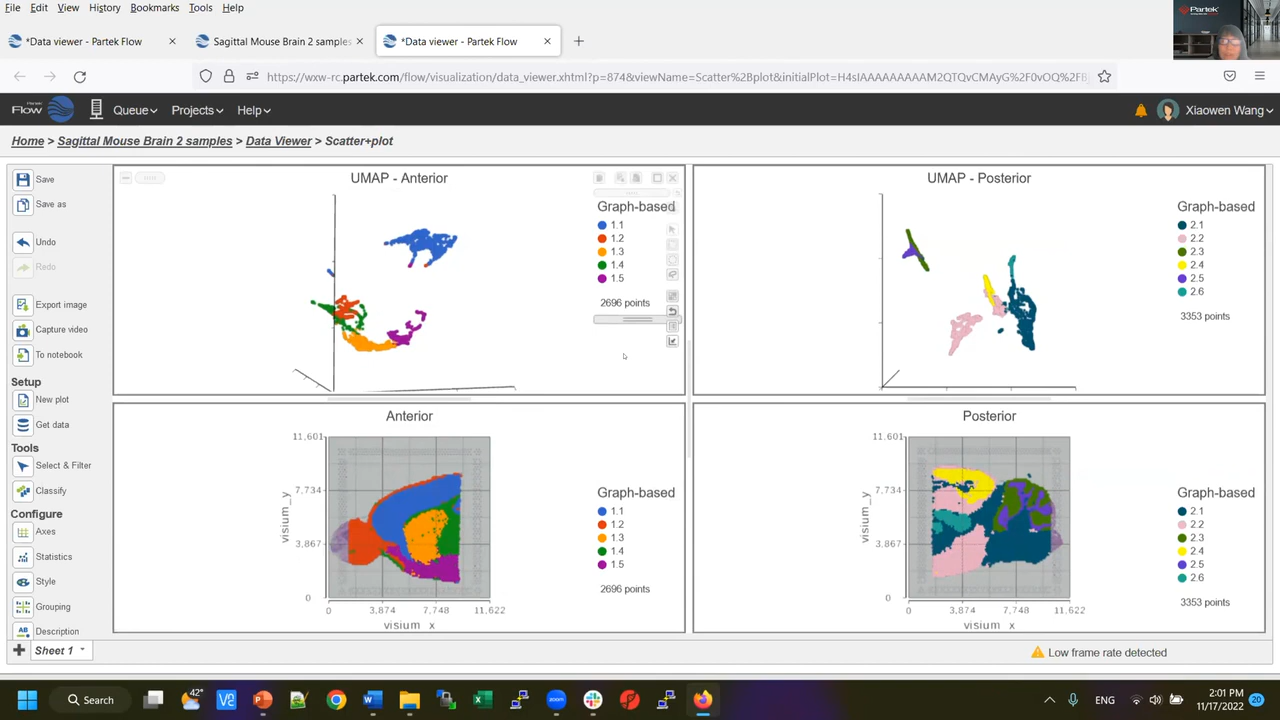 File Edit View History Bookmarks Tools Help
*Data viewer - Partek Flow Sagittal Mouse Brain 2 samples *Data viewer - Partek Flow
https://wxw-rc.partek.com/flow/visualization/data_viewer.html?p=874&viewName=Scatter%2Bplot&initialPlot=
Partek
Partek
Flow
Queue Projects Help Xiaowen Wang
Home > Sagittal Mouse Brain 2 samples > Data Viewer > Scatter+plot
Save
Save as
Undo
Redo
Export image
Capture video
To notebook
Setup
New plot
Get data
Tools
Select & Filter
Classify
Configure
Axes
Statistics
Style
Grouping
AB
Description
UMAP - Anterior
Graph-based
1.1
1.2
1.3
1.4
1.5
2696 points
UMAP - Posterior
Graph-based
2.1
2.2
2.3
2.4
2.5
2.6
3353 points
Anterior
11,601
7,734
3,867
0
visium_y
0 3,874 7,748 11,622
visium x
Graph-based
1.1
1.2
1.3
1.4
1.5
2696 points
Posterior
11,601
7,734
3,867
0
visium_y
0 3,874 7,748 11,622
visium x
Graph-based
2.1
2.2
2.3
2.4
2.5
2.6
3353 points
Sheet 1
Low frame rate detected
Search
42°
ENG
2:01 PM
11/17/2022
20